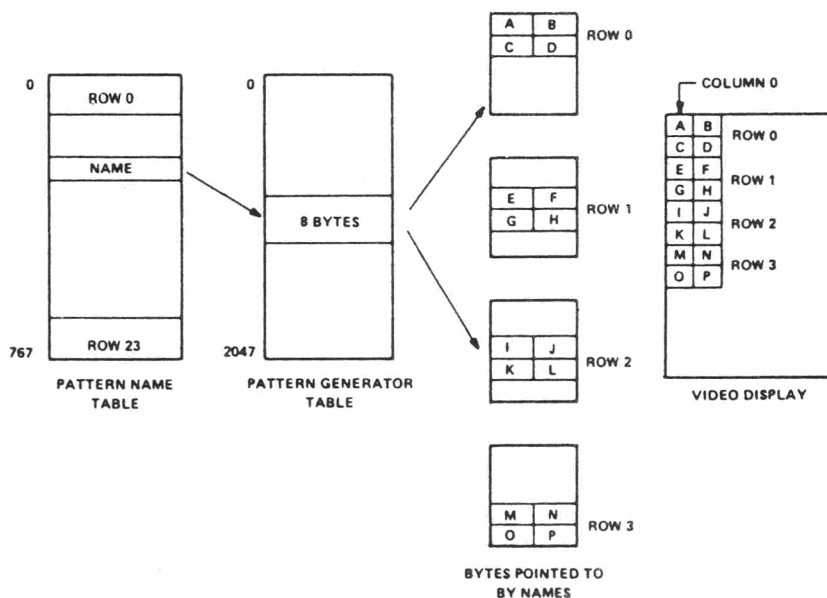 0
ROW 0
NAME
767
ROW 23
PATTERN NAME
TABLE
0
8 BYTES
2047
PATTERN GENERATOR
TABLE
A B
C D
ROW 0
E F
G H
ROW 1
I J
K L
ROW 2
M N
O P
ROW 3
BYTES POINTED TO
BY NAMES
COLUMN 0
A B
C D
ROW 0
E F
G H
ROW 1
I J
K L
ROW 2
M N
O P
ROW 3
VIDEO DISPLAY